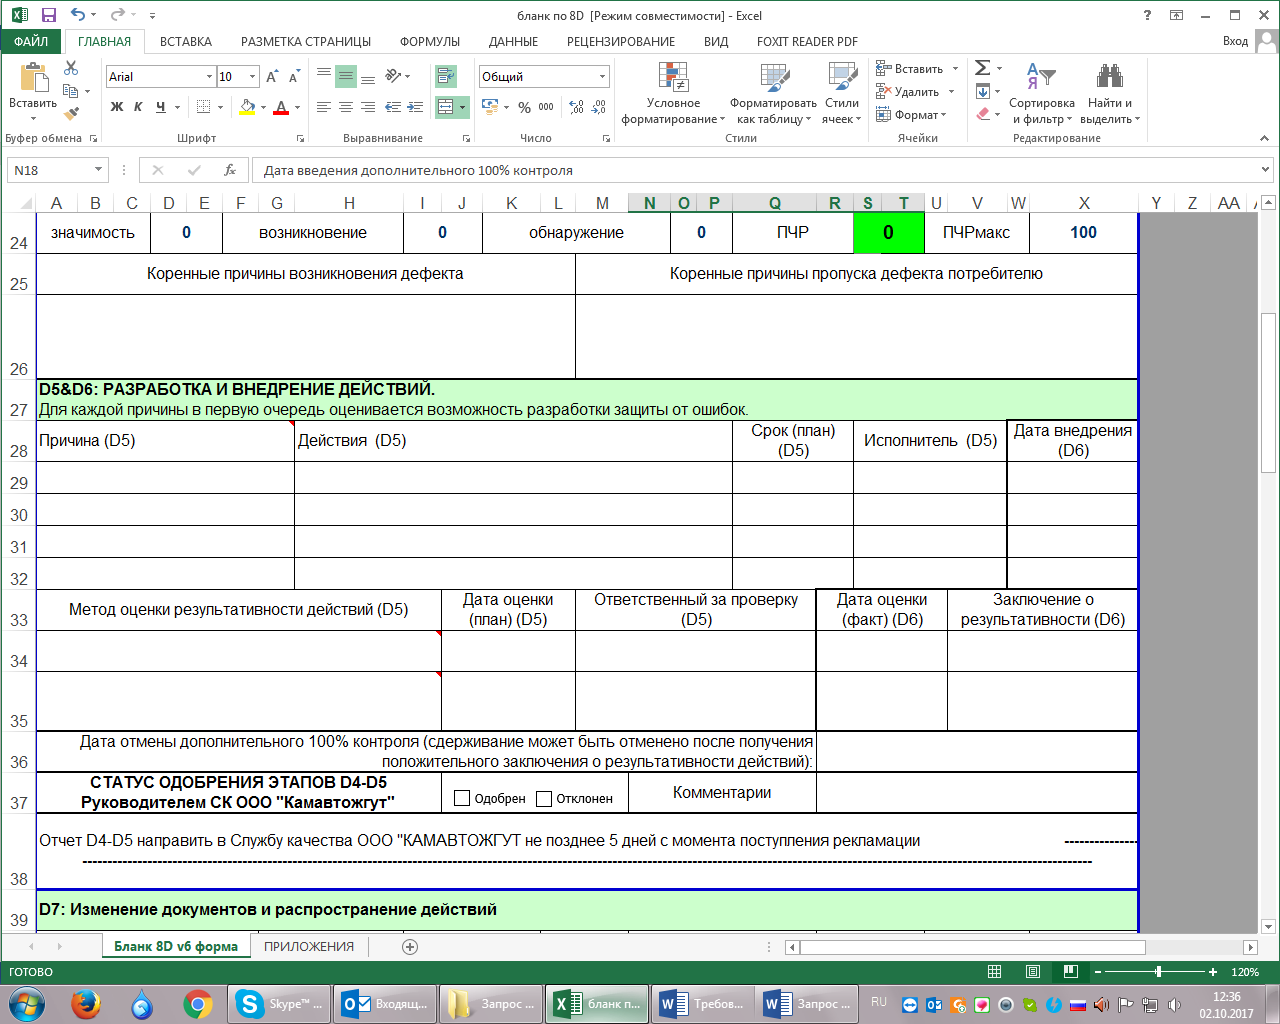 бланк по 8D [Режим совместимости] - Excel
ФАЙЛ ГЛАВНАЯ ВСТАВКА РАЗМЕТКА СТРАНИЦЫ ФОРМУЛЫ ДАННЫЕ РЕЦЕНЗИРОВАНИЕ ВИД FOXIT READER PDF Вход
Arial 10 Общий
Вставить
Ж К Ч
Условное форматирование
Форматировать как таблицу
Стили ячеек
Вставить
Удалить
Формат
Сортировка и фильтр
Найти и выделить
Буфер обмена Шрифт Выравнивание Число Стили Ячейки Редактирование
N18 fx Дата введения дополнительного 100% контроля
A B C D E F G H I J K L M N O P Q R S T U V W X Y Z AA
24 значимость 0 возникновение 0 обнаружение 0 ПЧР 0 ПЧРмакс 100
25 Коренные причины возникновения дефекта Коренные причины пропуска дефекта потребителю
26
D5&D6: РАЗРАБОТКА И ВНЕДРЕНИЕ ДЕЙСТВИЙ.
27 Для каждой причины в первую очередь оценивается возможность разработки защиты от ошибок.
28 Причина (D5) Действия (D5) Срок (план) (D5) Исполнитель (D5) Дата внедрения (D6)
29
30
31
32
33 Метод оценки результативности действий (D5) Дата оценки (план) (D5) Ответственный за проверку (D5) Дата оценки (факт) (D6) Заключение о результативности (D6)
34
35
Дата отмены дополнительного 100% контроля (сдерживание может быть отменено после получения
36 положительного заключения о результативности действий):
СТАТУС ОДОБРЕНИЯ ЭТАПОВ D4-D5
37 Руководителем СК ООО "Камавтожгут" Одобрен Отклонен Комментарии
Отчет D4-D5 направить в Службу качества ООО "КАМАВТОЖГУТ не позднее 5 дней с момента поступления рекламации
38
39 D7: Изменение документов и распространение действий
Бланк 8D v6 форма ПРИЛОЖЕНИЯ
ГОТОВО 120%
Skype™ ... Входящ... Запрос ... бланк п... Требов... Запрос ... RU 12:36
02.10.2017